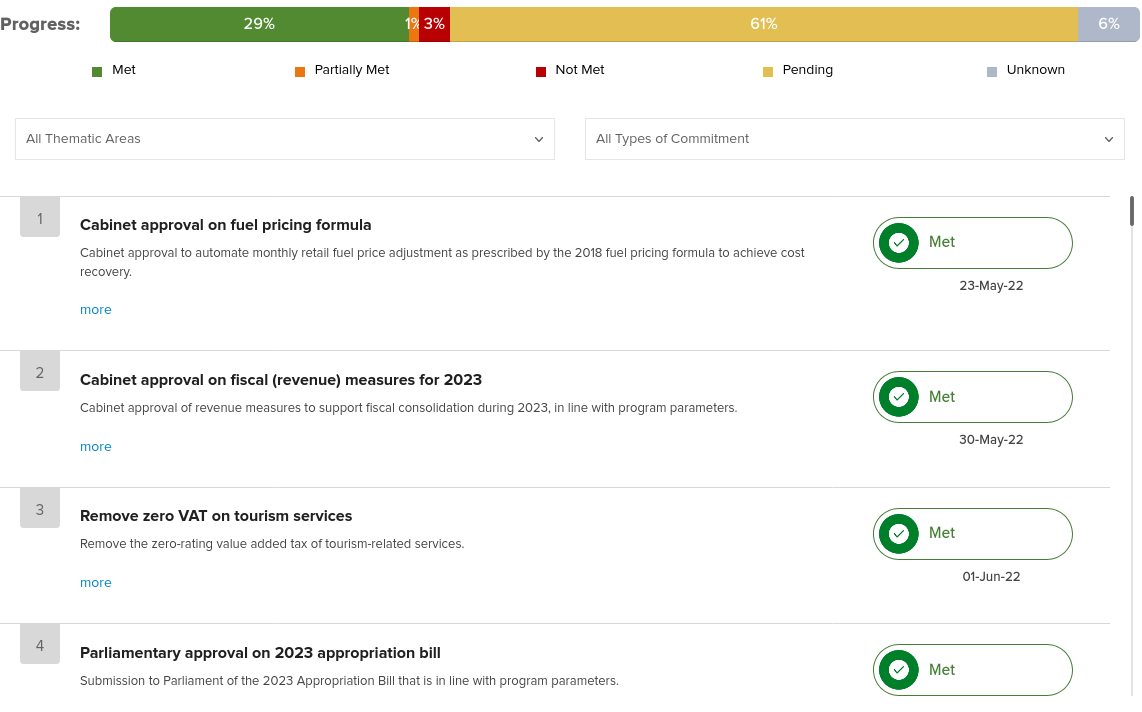 Progress: 29% 1% 3% 61% 6%
Met Partially Met Not Met Pending Unknown
All Thematic Areas All Types of Commitment
1
Cabinet approval on fuel pricing formula
Cabinet approval to automate monthly retail fuel price adjustment as prescribed by the 2018 fuel pricing formula to achieve cost
recovery.
more
Met
23-May-22
2
Cabinet approval on fiscal (revenue) measures for 2023
Cabinet approval of revenue measures to support fiscal consolidation during 2023, in line with program parameters.
more
Met
30-May-22
3
Remove zero VAT on tourism services
Remove the zero-rating value added tax of tourism-related services.
more
Met
01-Jun-22
4
Parliamentary approval on 2023 appropriation bill
Submission to Parliament of the 2023 Appropriation Bill that is in line with program parameters.
Met